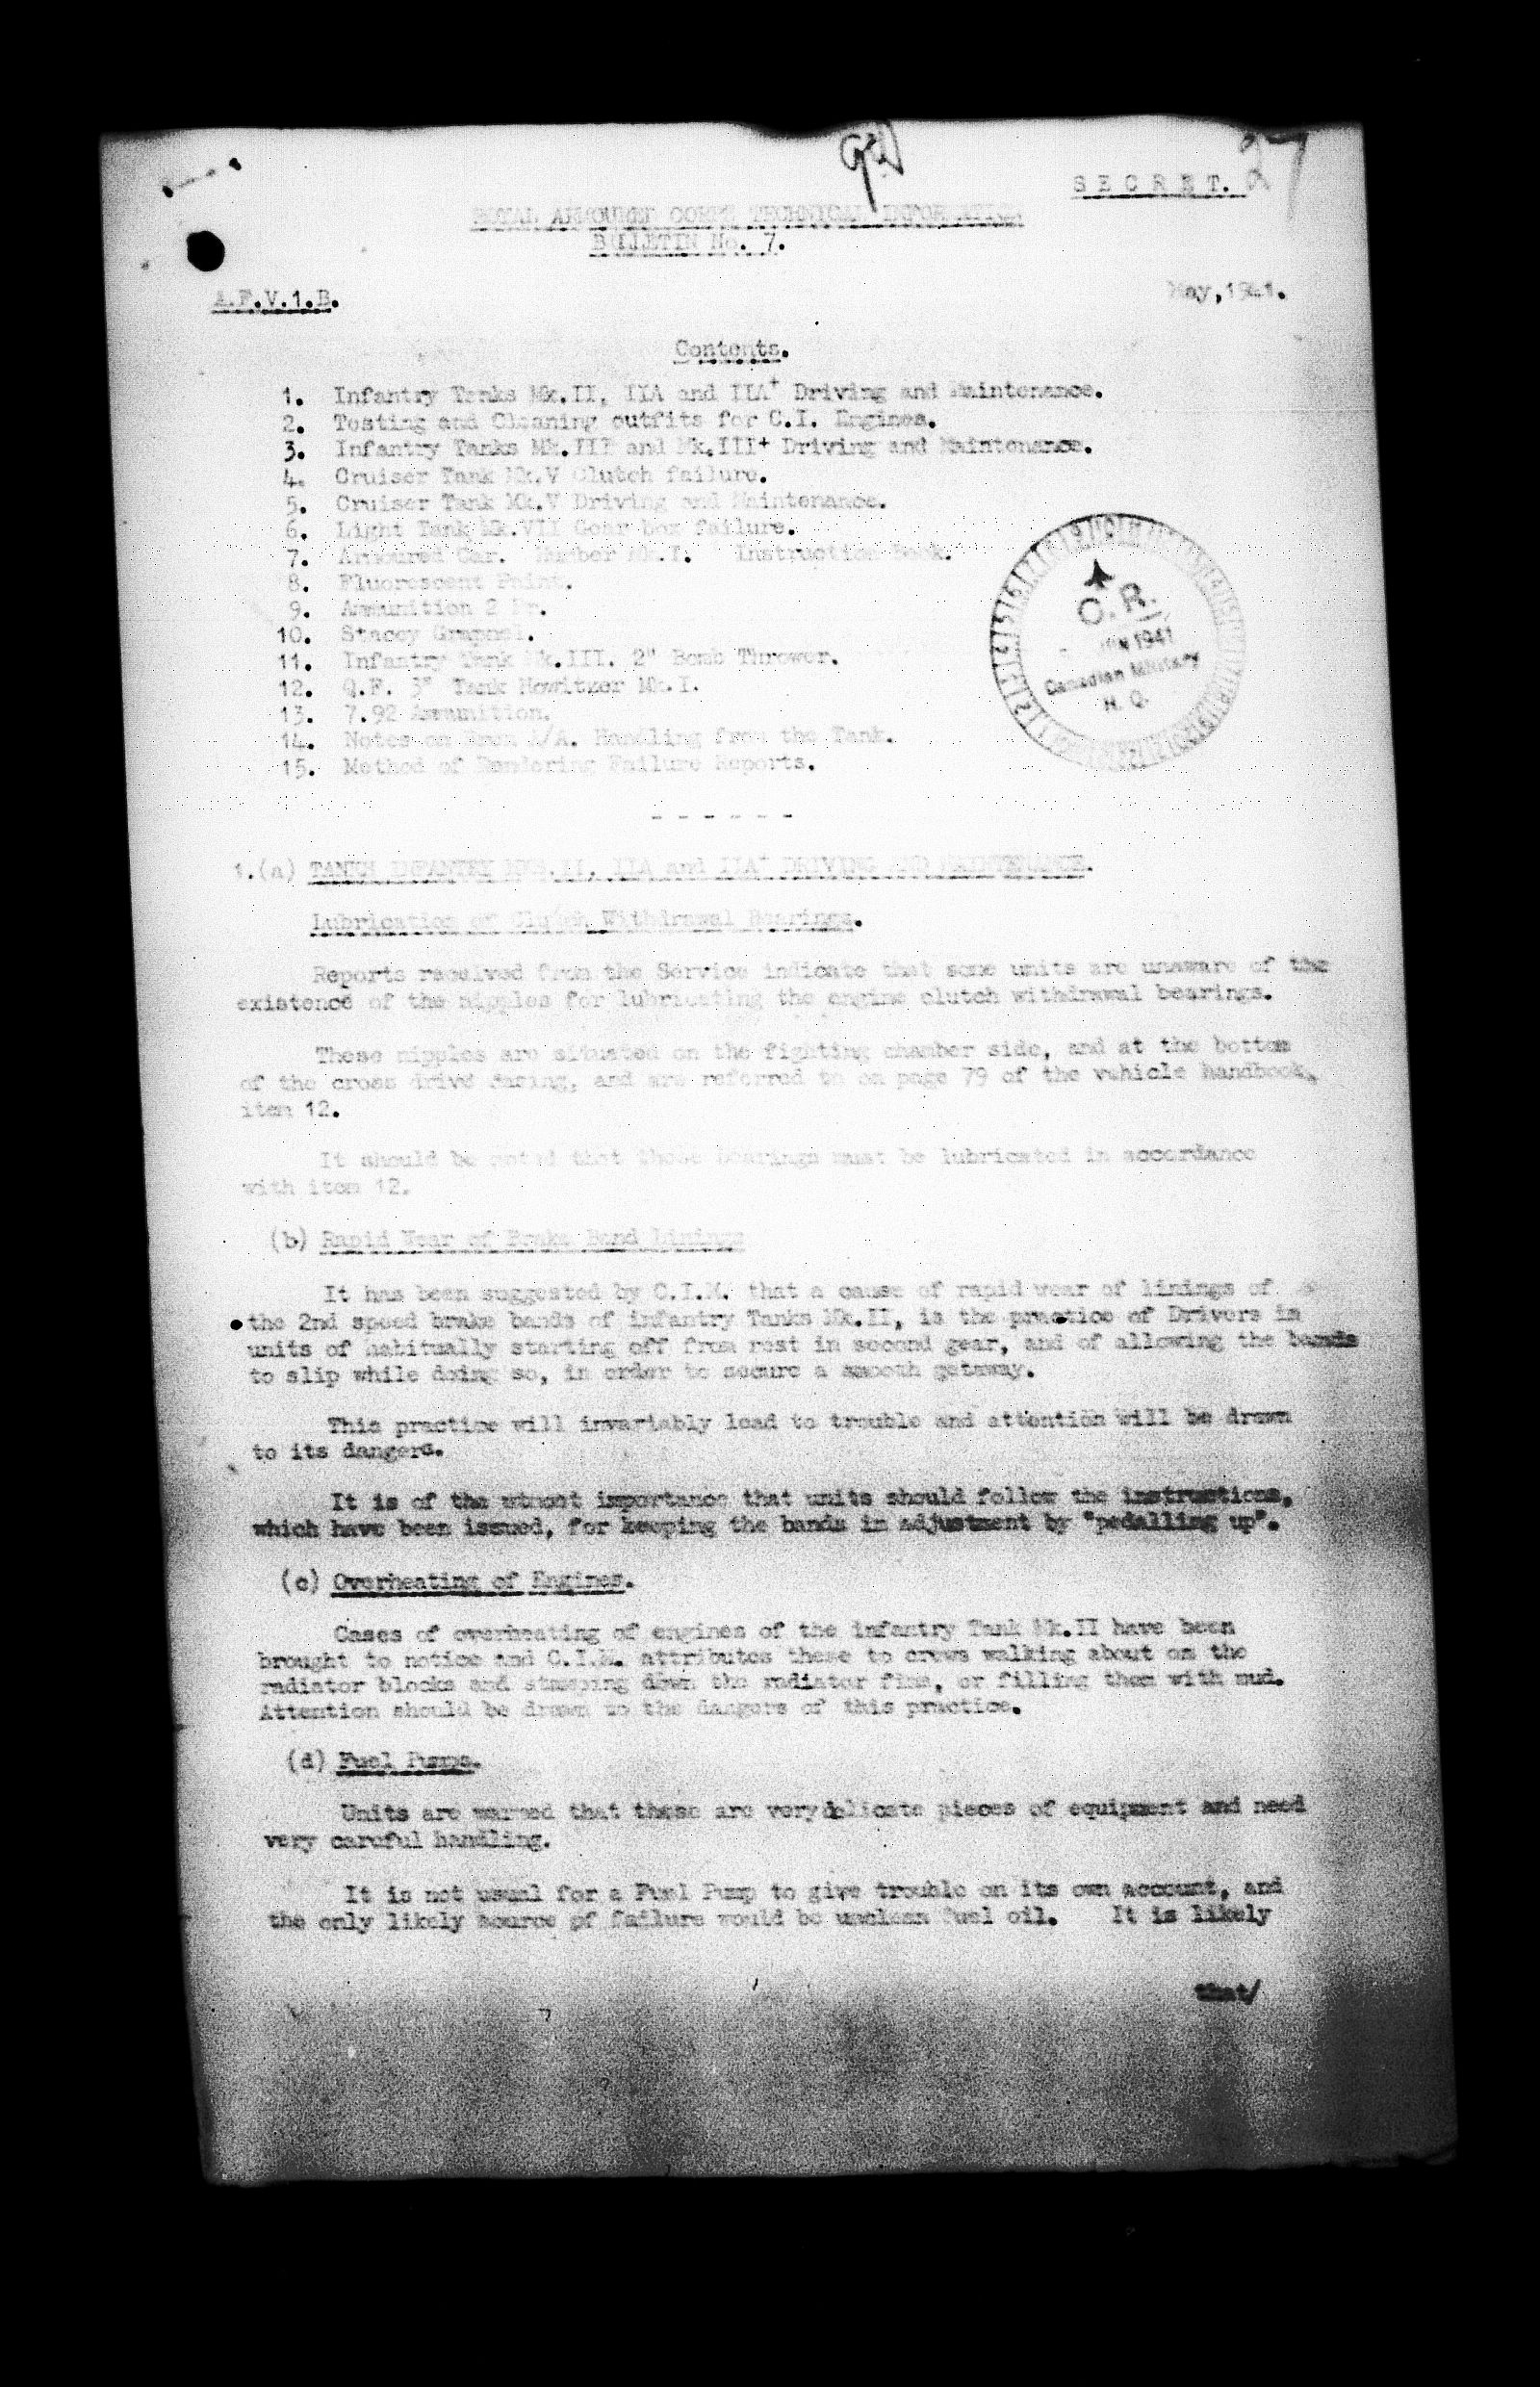 27
S E C R E T.
ROYAL ARMOURED CORPS TECHNICAL INFORMATION
BULLETIN No. 7.
A.F.V.1.B.
May, 1941.
Contents.
1. Infantry Tanks Mk.II, IIA and IIA+ Driving and Maintenance.
2. Testing and Cleaning outfits for C.I. Engines.
3. Infantry Tanks Mk.III and Mk.III+ Driving and Maintenance.
4. Cruiser Tank Mk.V Clutch failure.
5. Cruiser Tank Mk.V Driving and Maintenance.
6. Light Tank Mk.VII Gear box failure.
7. Armoured Car. Humber Mk.I. Instruction Book.
8. Fluorescent Paint.
9. Ammunition 2 Pr.
10. Stacey Grapnel.
11. Infantry Tank Mk.III. 2" Bomb Thrower.
12. Q.F. 3" Tank Howitzer Mk.I.
13. 7.92 Ammunition.
14. Notes on Bren A/A. Handling from the Tank.
15. Method of Rendering Failure Reports.
C. R.
JUN 1941
Canadian Military
H. Q.
- - - - - -
1.(a) TANKS INFANTRY MKS.II, IIA and IIA+ DRIVING AND MAINTENANCE.
Lubrication of Clutch Withdrawal Bearings.
Reports received from the Service indicate that some units are unaware of the
existence of the nipples for lubricating the engine clutch withdrawal bearings.
These nipples are situated on the fighting chamber side, and at the bottom
of the cross drive casing, and are referred to on page 79 of the vehicle handbook,
item 12.
It should be noted that these bearings must be lubricated in accordance
with item 12.
(b) Rapid Wear of Brake Band Linings
It has been suggested by C.I.M. that a cause of rapid wear of linings of
the 2nd speed brake bands of infantry Tanks Mk.II, is the practice of Drivers in
units of habitually starting off from rest in second gear, and of allowing the bands
to slip while doing so, in order to secure a smooth getaway.
This practice will invariably lead to trouble and attention will be drawn
to its dangers.
It is of the utmost importance that units should follow the instructions,
which have been issued, for keeping the bands in adjustment by "pedalling up".
(c) Overheating of Engines.
Cases of overheating of engines of the infantry Tank Mk.II have been
brought to notice and C.I.M. attributes these to crews walking about on the
radiator blocks and stamping down the radiator fins, or filling them with mud.
Attention should be drawn to the dangers of this practice.
(d) Fuel Pumps.
Units are warned that these are very delicate pieces of equipment and need
very careful handling.
It is not usual for a Fuel Pump to give trouble on its own account, and
the only likely source of failure would be unclean fuel oil. It is likely
that/